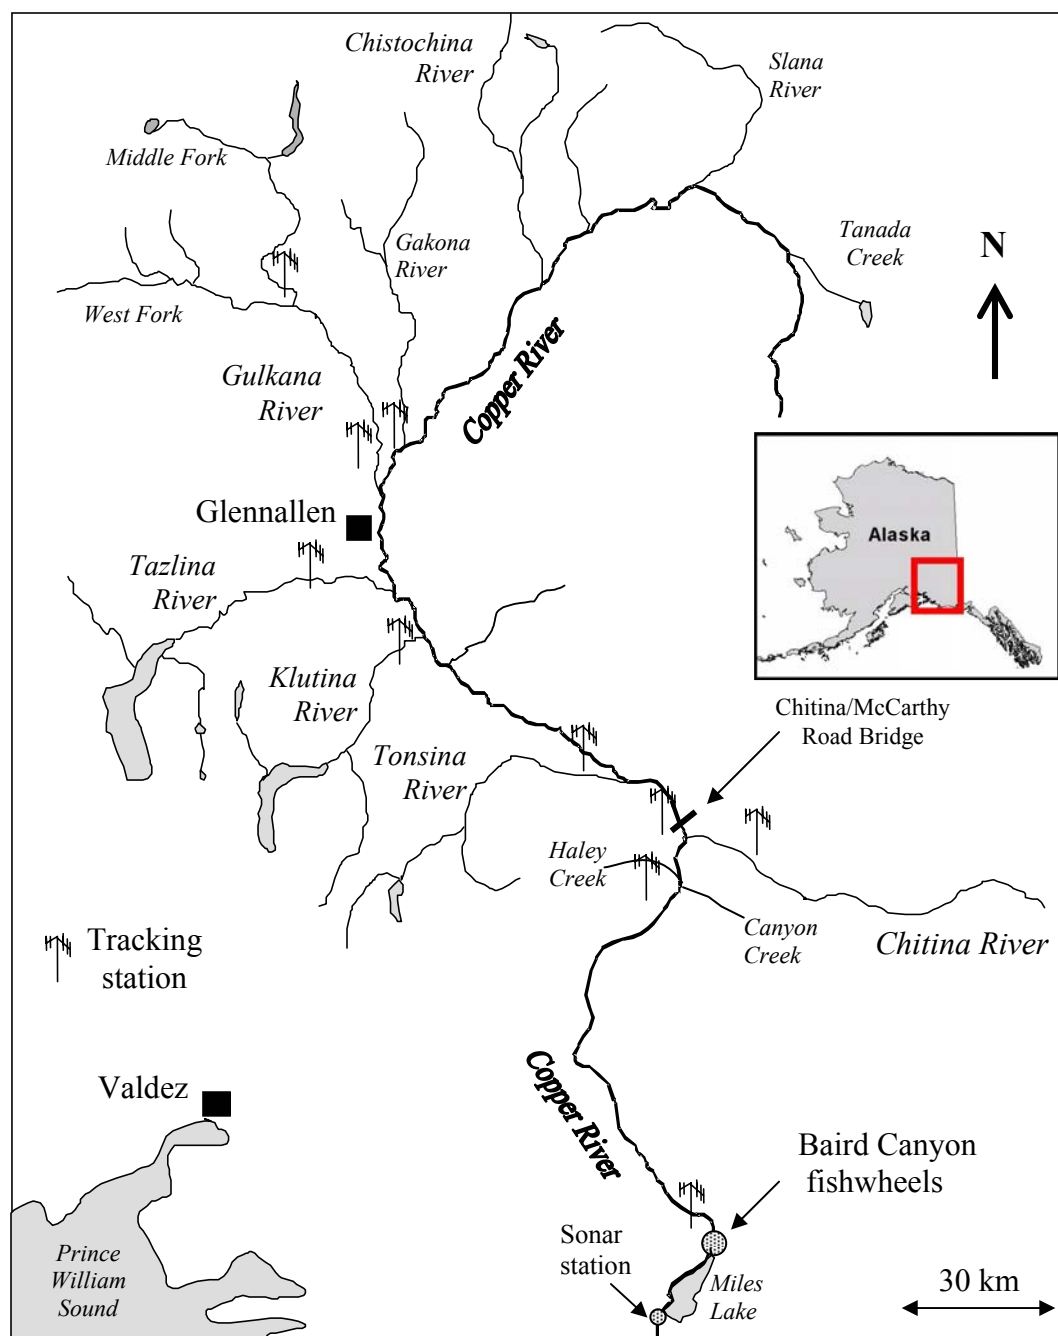 Chistochina
River
Slana
River
Middle Fork
Gakona
River
Tanada
Creek
N
West Fork
Gulkana
River
Copper River
Glennallen
Alaska
Tazlina
River
Klutina
River
Chitina/McCarthy
Road Bridge
Tonsina
River
Haley
Creek
Canyon
Creek
Chitina River
Tracking
station
Copper River
Valdez
Baird Canyon
fishwheels
Sonar
station
Prince
William
Sound
Miles
Lake
30 km